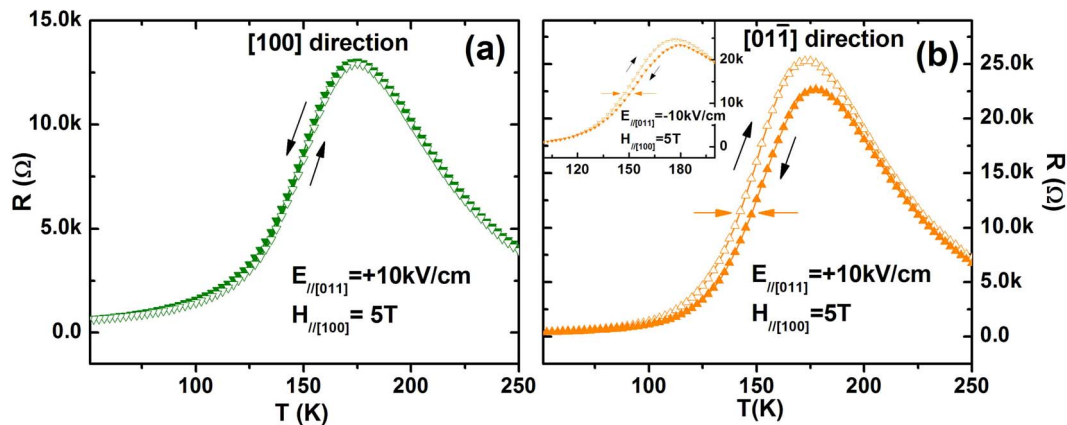 15.0k
10.0k
5.0k
0.0
R (Ω)
[100] direction
(a)
E//[011]=+10kV/cm
H//[100]= 5T
100 150 200 250
T (K)
[01̄1̄] direction
(b)
20k
10k
0
E//[011]=-10kV/cm
H//[100]=5T
120 150 180
E//[011]=+10kV/cm
H//[100]=5T
25.0k
20.0k
15.0k
10.0k
5.0k
0.0
R (Ω)
100 150 200 250
T(K)